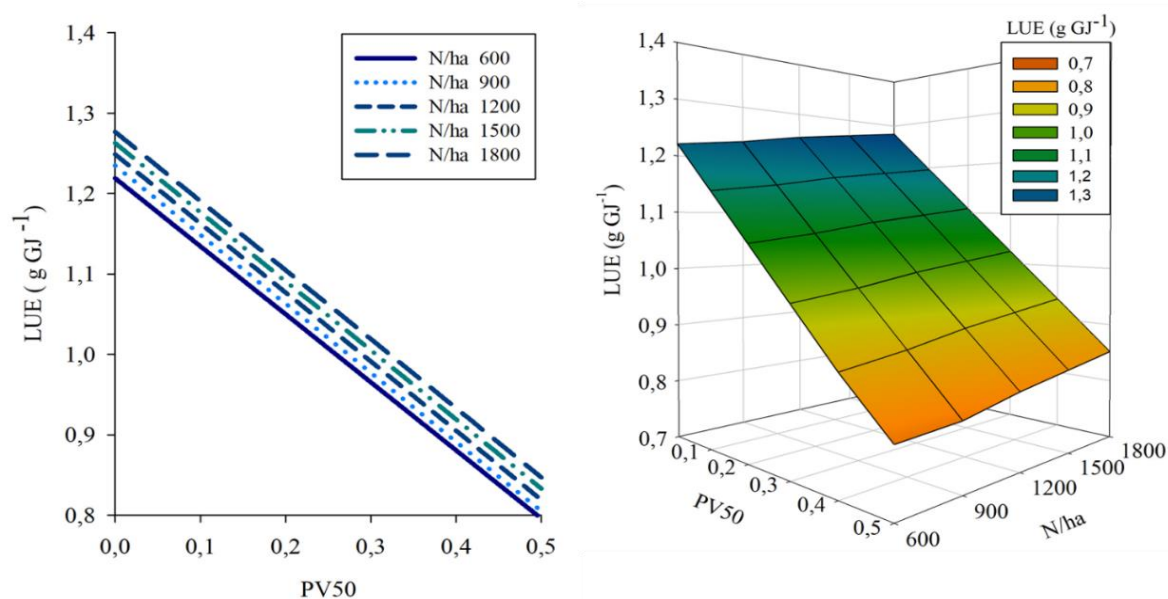 1,4
1,3
1,2
1,1
1,0
0,9
0,8
LUE ( g GJ -1)
0,0 0,1 0,2 0,3 0,4 0,5
PV50
N/ha 600
N/ha 900
N/ha 1200
N/ha 1500
N/ha 1800
LUE (g GJ-1)
0,7
0,8
0,9
1,0
1,1
1,2
1,3
1,4
1,3
1,2
1,1
1,0
0,9
0,8
0,7
LUE (g GJ-1)
0,1 0,2 0,3 0,4 0,5
PV50
600 900 1200 1500 1800
N/ha